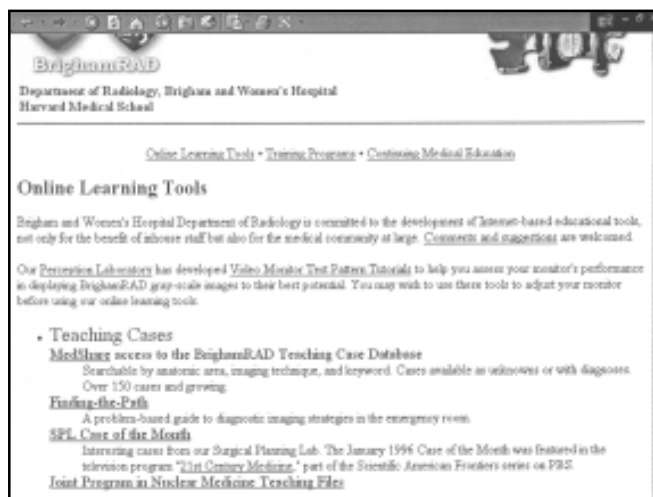 BrighamRAD
Department of Radiology, Brigham and Women's Hospital
Harvard Medical School
Online Learning Tools • Training Programs • Continuing Medical Education
Online Learning Tools
Brigham and Women's Hospital Department of Radiology is committed to the development of Internet-based educational tools,
not only for the benefit of inhouse staff but also for the medical community at large. Comments and suggestions are welcomed.
Our Perception Laboratory has developed Video Monitor Test Pattern Tutorials to help you assess your monitor's performance
in displaying BrighamRAD gray-scale images to their best potential. You may wish to use these tools to adjust your monitor
before using our online learning tools.
• Teaching Cases
MedShare access to the BrighamRAD Teaching Case Database
Searchable by anatomic area, imaging technique, and keyword. Cases available as unknowns or with diagnoses.
Over 150 cases and growing.
Finding-the-Path
A problem-based guide to diagnostic imaging strategies in the emergency room.
SPL Case of the Month
Interesting cases from our Surgical Planning Lab. The January 1996 Case of the Month was featured in the
television program "21st Century Medicine," part of the Scientific American Frontiers series on PBS.
Joint Program in Nuclear Medicine Teaching Files